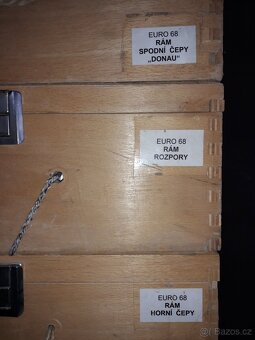 EURO 68
RÁM
SPODNÍ ČEPY
„DONAU“
EURO 68
RÁM
ROZPORY
EURO 68
RÁM
HORNÍ ČEPY
Bazos.cz